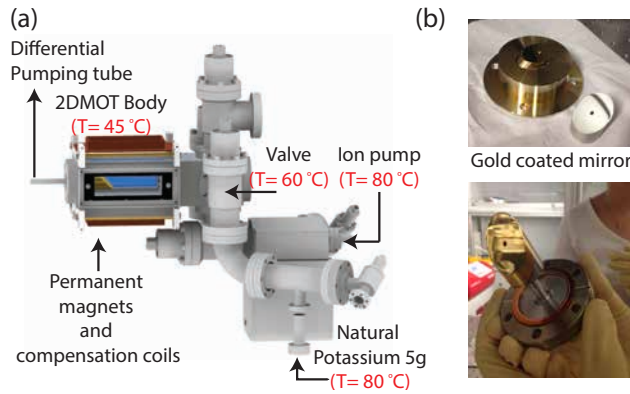 (a)
Differential
Pumping tube
2DMOT Body
(T= 45 °C)
Valve
(T= 60 °C)
Ion pump
(T= 80 °C)
Permanent
magnets
and
compensation coils
Natural
Potassium 5g
(T= 80 °C)
(b)
Gold coated mirror